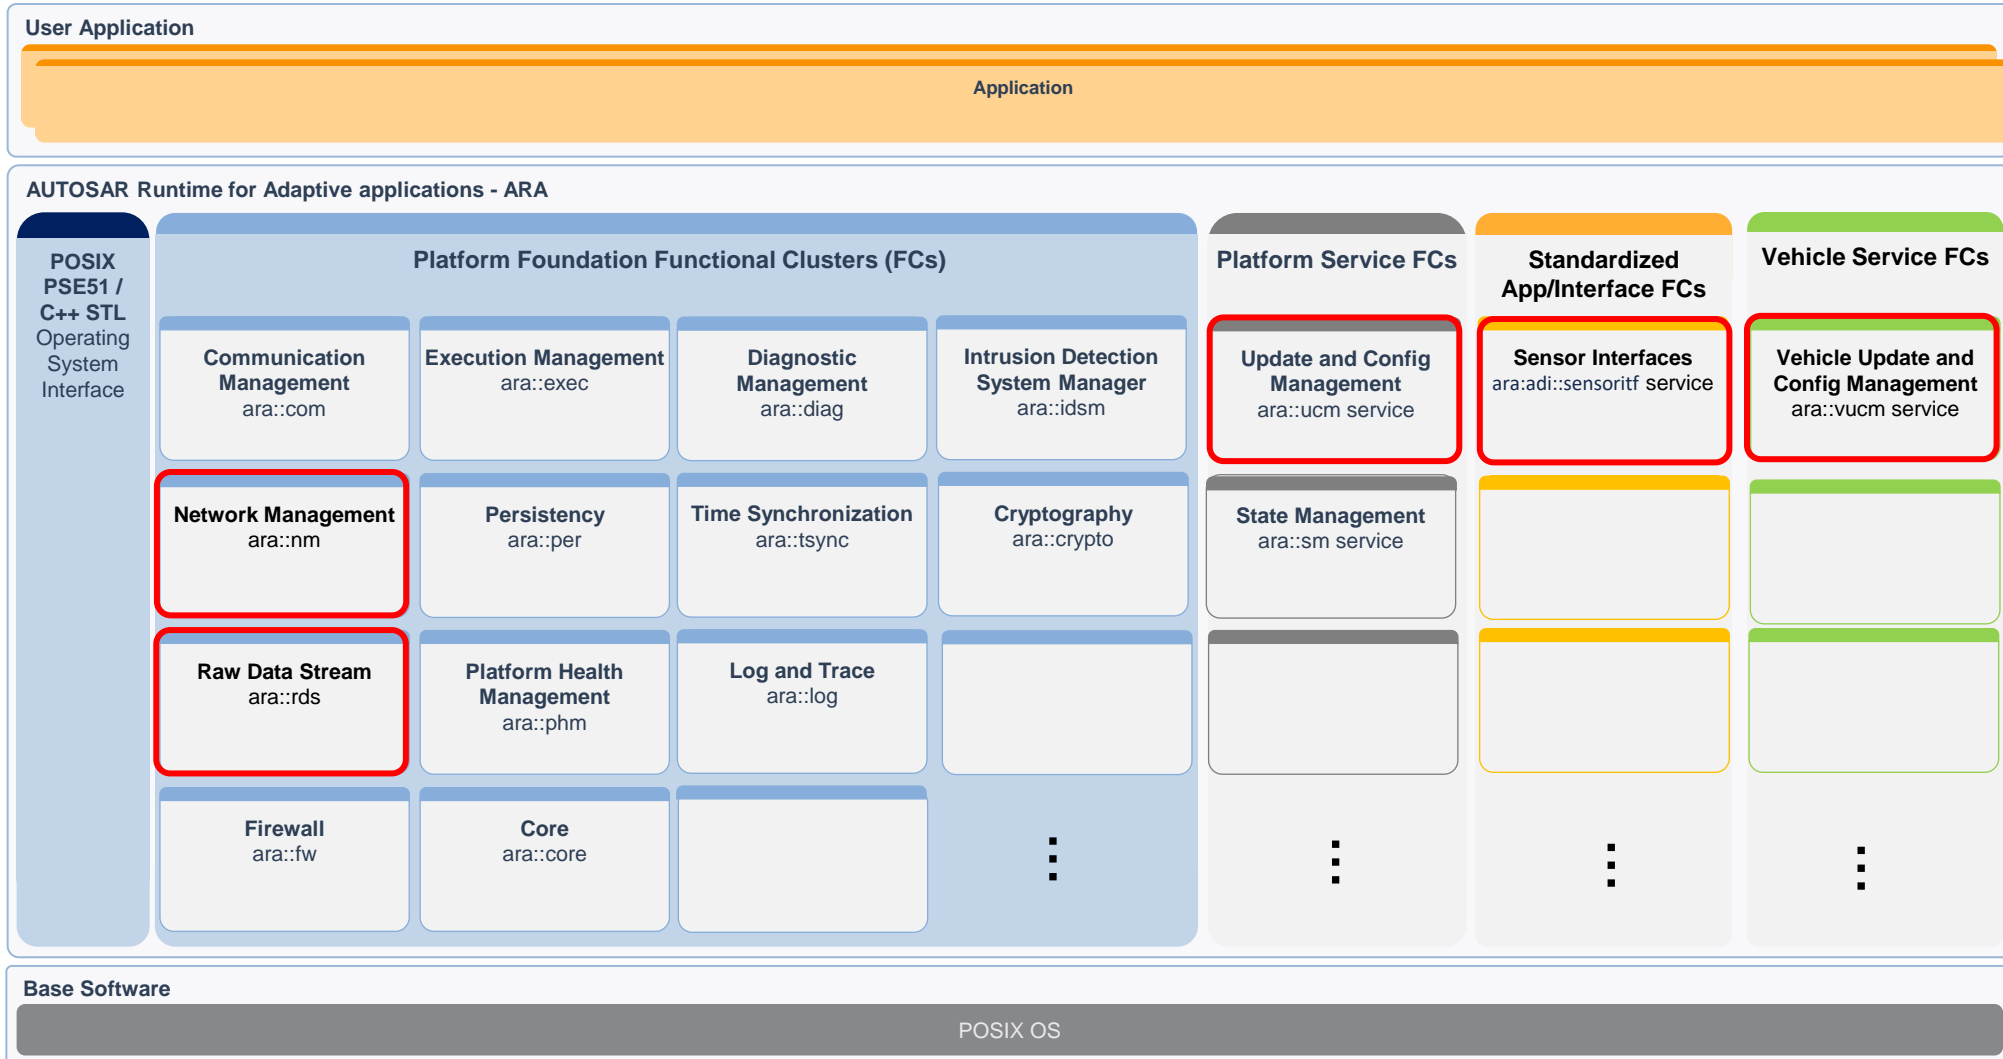 User Application
Application
AUTOSAR Runtime for Adaptive applications - ARA
POSIX
PSE51 /
C++ STL
Operating
System
Interface
Platform Foundation Functional Clusters (FCs)
Platform Service FCs
Standardized
App/Interface FCs
Vehicle Service FCs
Communication
Management
ara::com
Execution Management
ara::exec
Diagnostic
Management
ara::diag
Intrusion Detection
System Manager
ara::idsm
Update and Config
Management
ara::ucm service
Sensor Interfaces
ara:adi::sensoritf service
Vehicle Update and
Config Management
ara::vucm service
Network Management
ara::nm
Persistency
ara::per
Time Synchronization
ara::tsync
Cryptography
ara::crypto
State Management
ara::sm service
Raw Data Stream
ara::rds
Platform Health
Management
ara::phm
Log and Trace
ara::log
Firewall
ara::fw
Core
ara::core
Base Software
POSIX OS